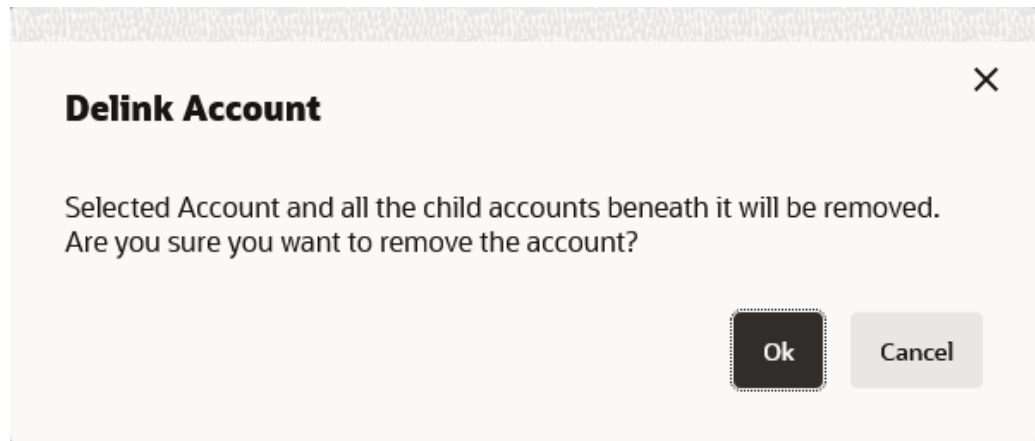 Delink Account
Selected Account and all the child accounts beneath it will be removed.
Are you sure you want to remove the account?
Ok Cancel